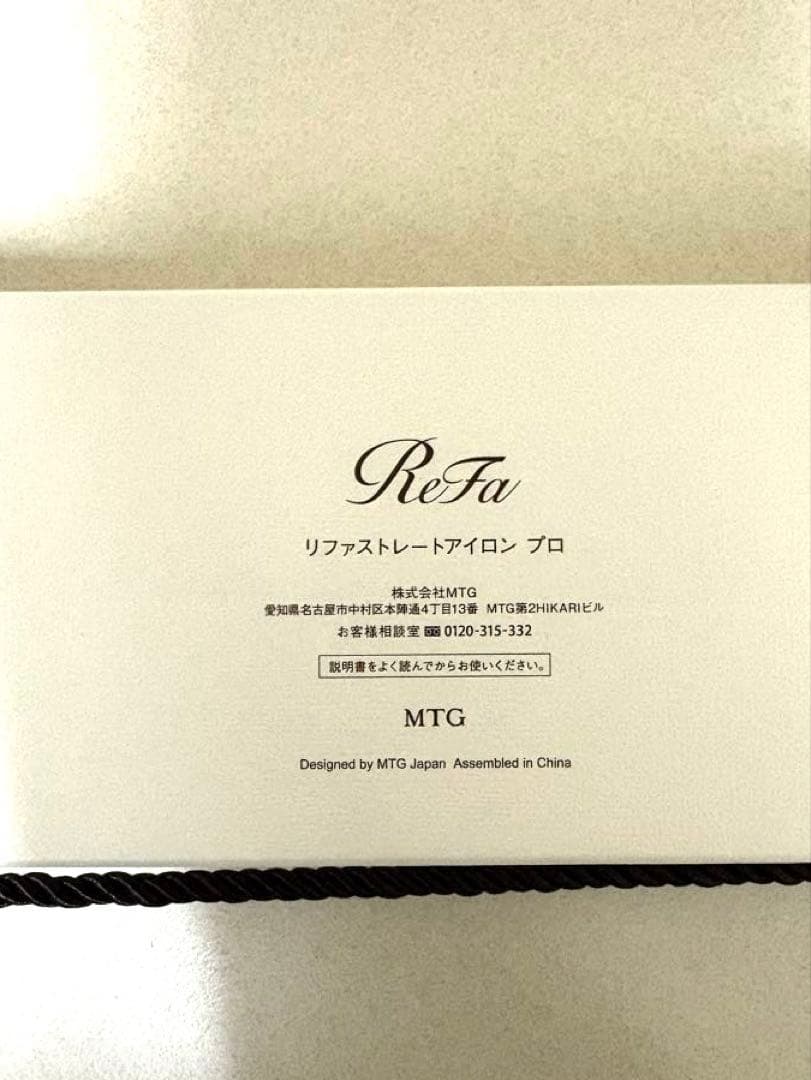 ReFa
リファストレートアイロン プロ
株式会社MTG
愛知県名古屋市中村区本陣通4丁目13番 MTG第2HIKARIビル
お客様相談室 0120-315-332
説明書をよく読んでからお使いください。
MTG
Designed by MTG Japan Assembled in China